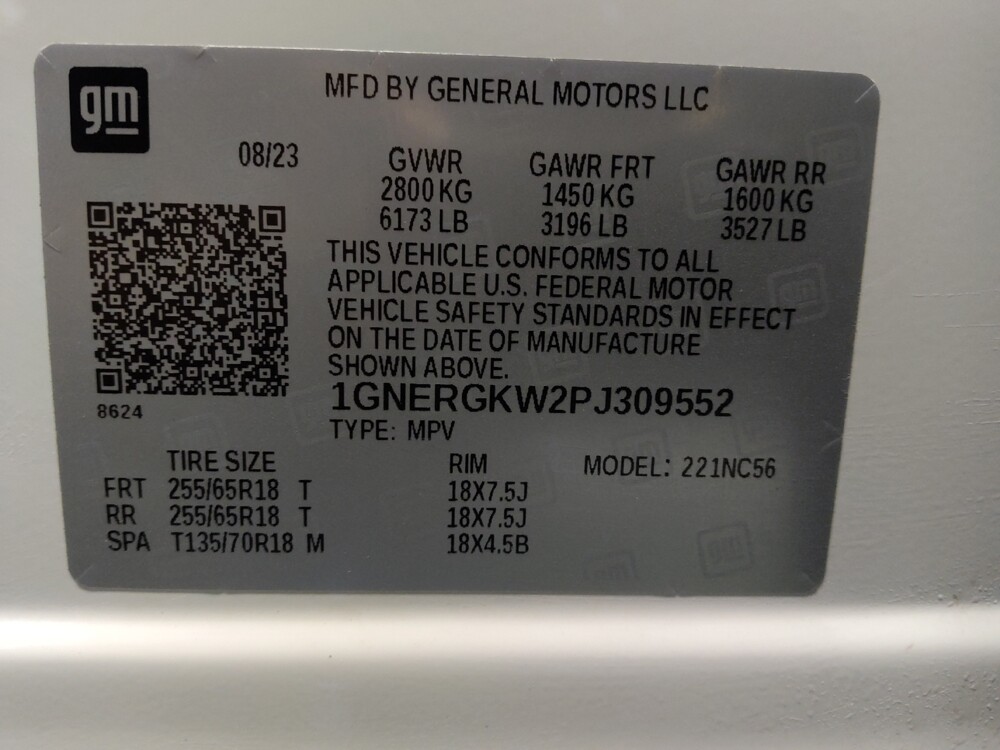 gm
MFD BY GENERAL MOTORS LLC
08/23
GVWR GAWR FRT GAWR RR
2800 KG 1450 KG 1600 KG
6173 LB 3196 LB 3527 LB
THIS VEHICLE CONFORMS TO ALL
APPLICABLE U.S. FEDERAL MOTOR
VEHICLE SAFETY STANDARDS IN EFFECT
ON THE DATE OF MANUFACTURE
SHOWN ABOVE.
8624
1GNERGKW2PJ309552
TYPE: MPV
TIRE SIZE RIM MODEL: 221NC56
FRT 255/65R18 T 18X7.5J
RR 255/65R18 T 18X7.5J
SPA T135/70R18 M 18X4.5B